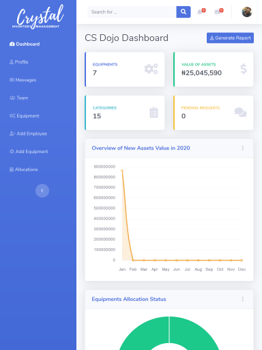 Crystal
INVENTORY MANAGEMENT
Dashboard
Profile
Messages
Team
Equipment
Add Employee
Add Equipment
Allocations
Search for ...
CS Dojo Dashboard
Generate Report
EQUIPMENTS
7
VALUE OF ASSETS
₦25,045,590
CATEGORIES
15
PENDING REQUESTS
0
Overview of New Assets Value in 2020
900000000
800000000
700000000
600000000
500000000
400000000
300000000
200000000
100000000
0
Jan Feb Mar Apr May Jun Jul Aug Sep Oct Nov Dec
Equipments Allocation Status